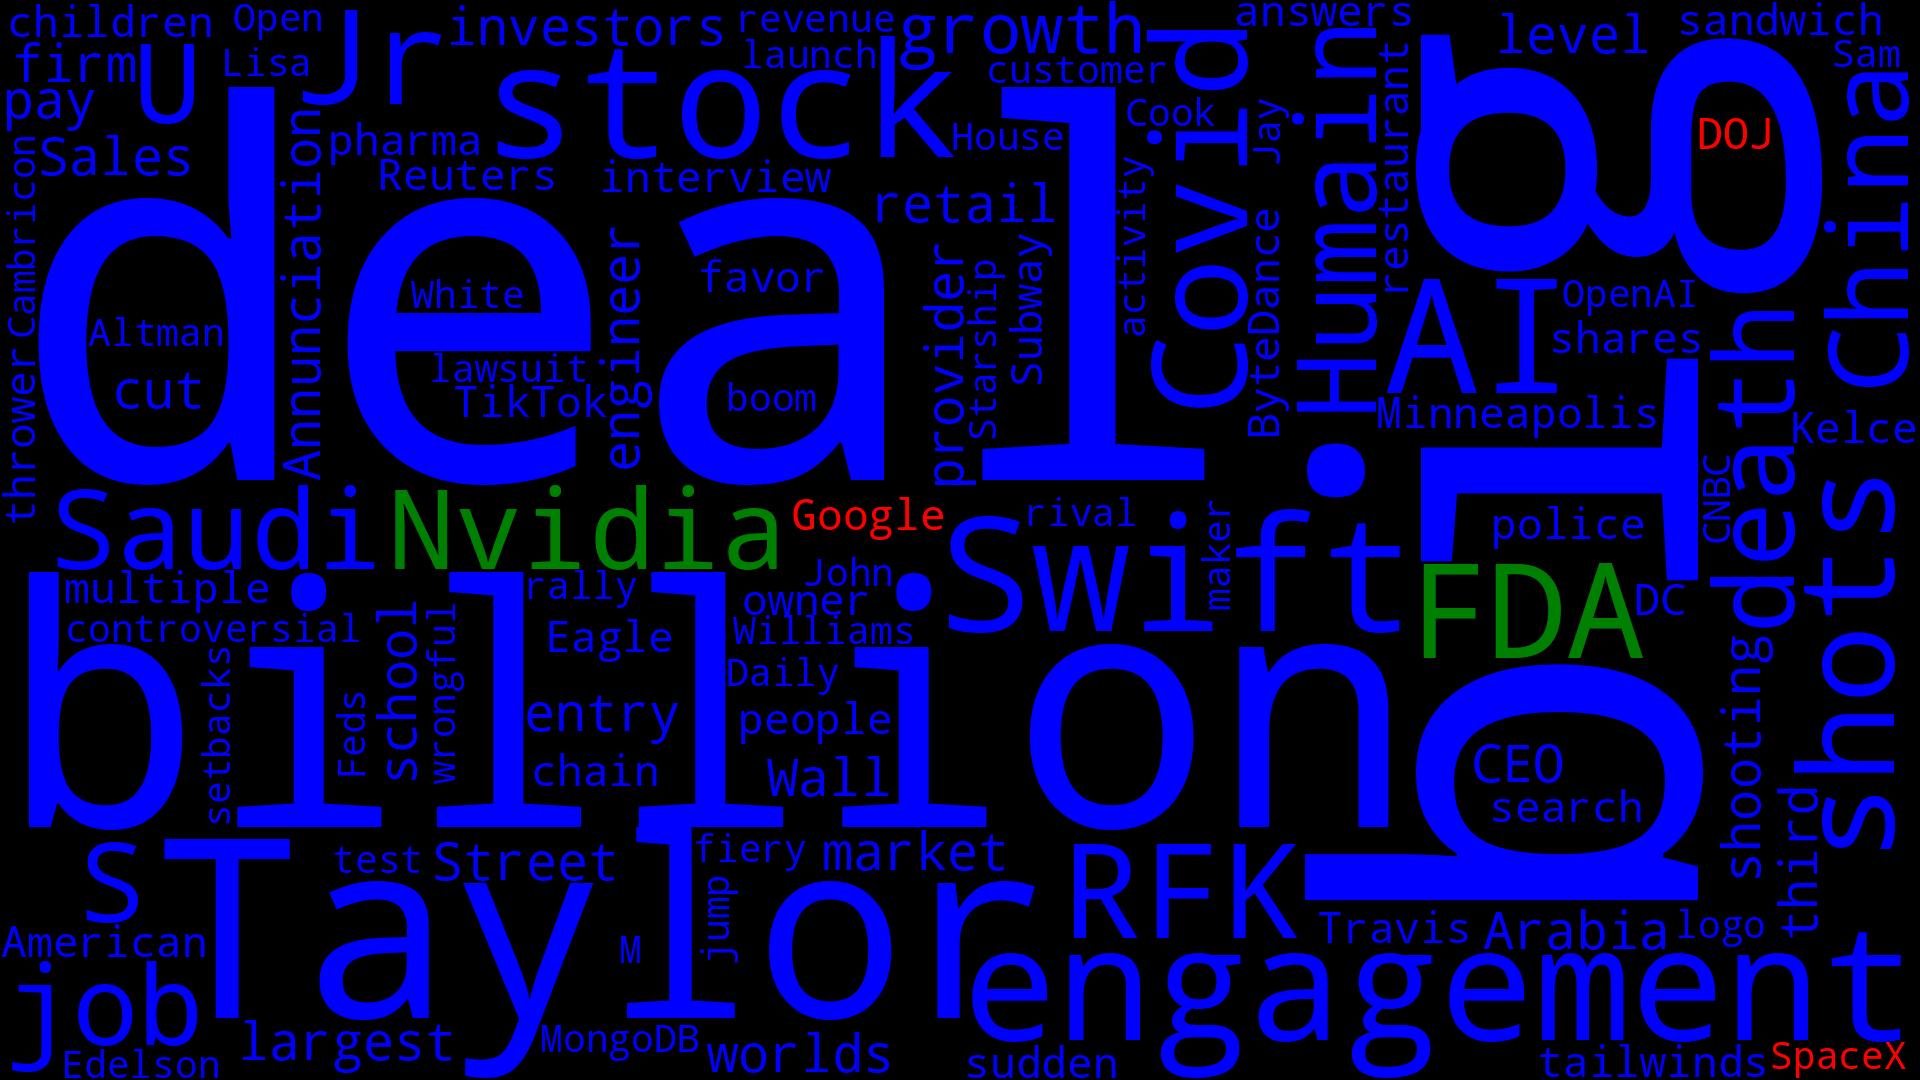 children
Open
Jr
investors
revenue
growth
answers
level
sandwich
firm
U
Lisa
launch
customer
Covid
Humain
restaurant
big
Sam
pay
stock
Cook
Jay
DOJ
China
Sales
Annunciation
pharma
House
Reuters
interview
retail
deal
activity
Cambricon
thrower
White
engineer
favor
provider
Starship
Subway
ByteDance
AI
OpenAI
shares
Altman
cut
lawsuit
TikTok
boom
Minneapolis
death
Kelce
Saudi
Nvidia
Google
Swift
rival
maker
police
CNBC
shots
multiple
rally
John
owner
FDA
DC
controversial
Eagle
Williams
billion
setbacks
Feds
school
wrongful
Daily
entry
people
chain
Wall
CEO
search
shooting
third
S
Taylor
test
Street
fiery
market
RFK
American
M
jump
Travis
Arabia
logo
job
engagement
Edelson
largest
MongoDB
worlds
sudden
tailwinds
SpaceX